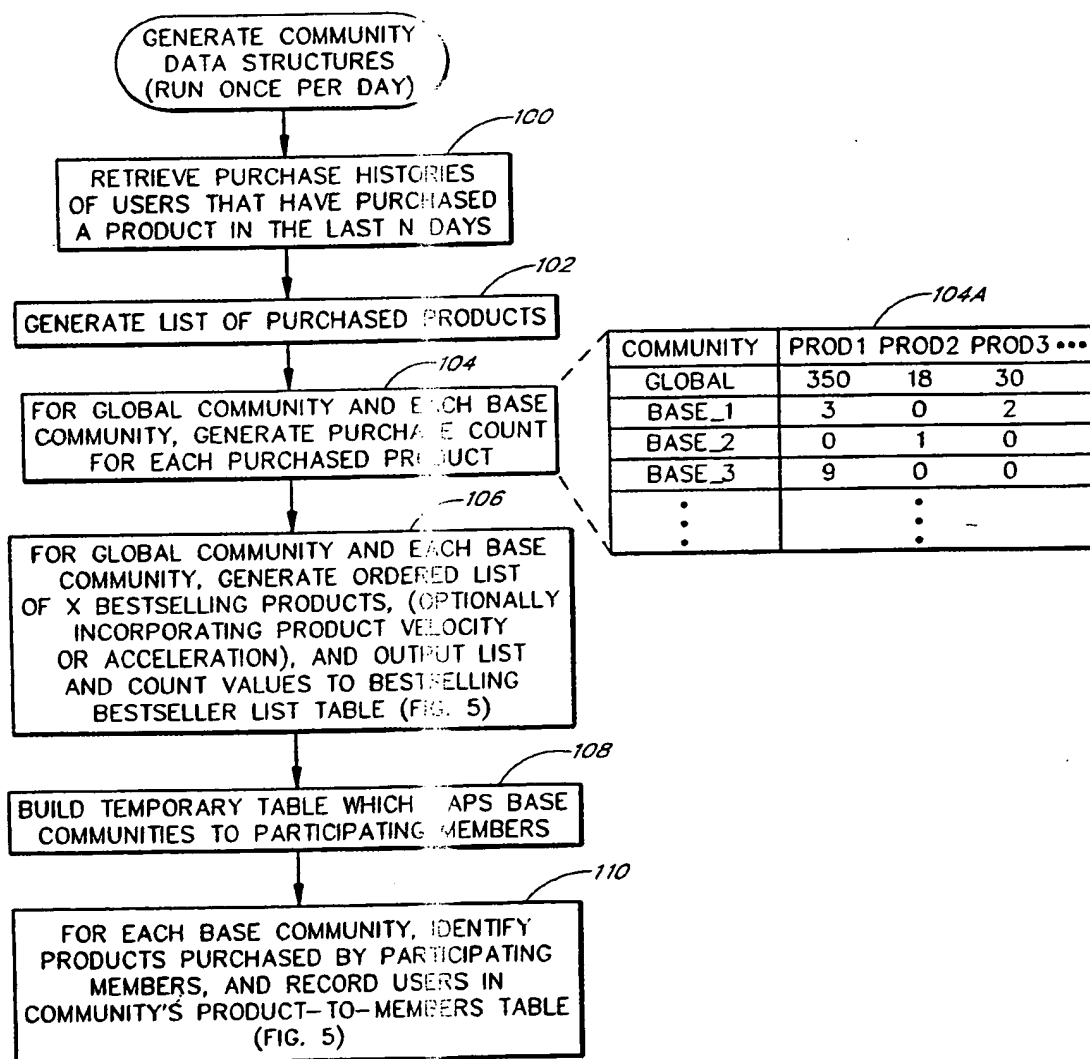 GENERATE COMMUNITY
DATA STRUCTURES
(RUN ONCE PER DAY)
100
RETRIEVE PURCHASE HISTORIES
OF USERS THAT HAVE PURCHASED
A PRODUCT IN THE LAST N DAYS
102
GENERATE LIST OF PURCHASED PRODUCTS
104
FOR GLOBAL COMMUNITY AND EACH BASE
COMMUNITY, GENERATE PURCHASE COUNT
FOR EACH PURCHASED PRODUCT
104A
COMMUNITY PROD1 PROD2 PROD3 •••
GLOBAL 350 18 30
BASE_1 3 0 2
BASE_2 0 1 0
BASE_3 9 0 0
106
FOR GLOBAL COMMUNITY AND EACH BASE
COMMUNITY, GENERATE ORDERED LIST
OF X BESTSELLING PRODUCTS, (OPTIONALLY
INCORPORATING PRODUCT VELOCITY
OR ACCELERATION), AND OUTPUT LIST
AND COUNT VALUES TO BESTSELLING
BESTSELLER LIST TABLE (FIG. 5)
108
BUILD TEMPORARY TABLE WHICH MAPS BASE
COMMUNITIES TO PARTICIPATING MEMBERS
110
FOR EACH BASE COMMUNITY, IDENTIFY
PRODUCTS PURCHASED BY PARTICIPATING
MEMBERS, AND RECORD USERS IN
COMMUNITY'S PRODUCT-TO-MEMBERS TABLE
(FIG. 5)